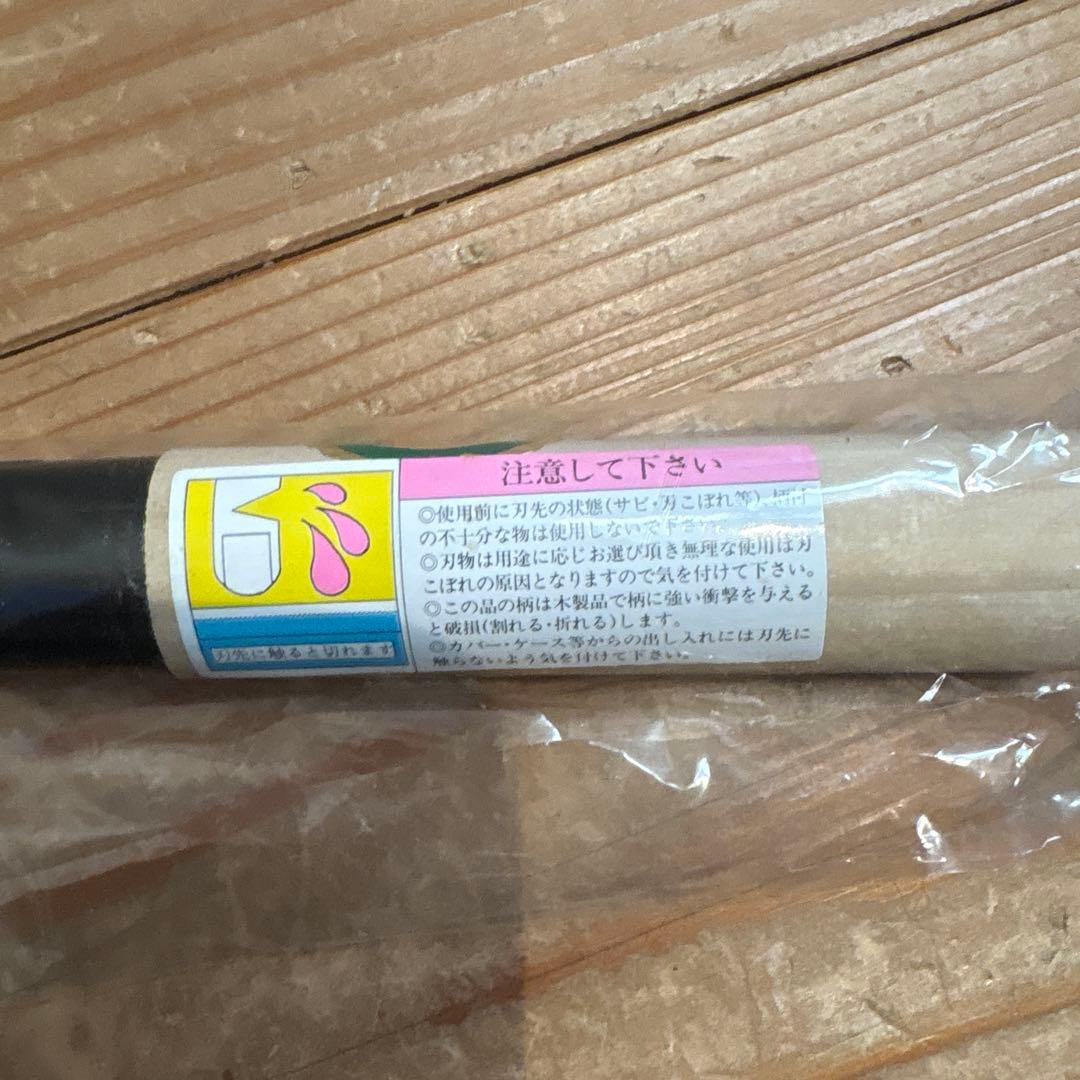 注意して下さい
◎使用前に刃先の状態(サビ・刃こぼれ等)
の不十分な物は使用しないで下さい。
◎刃物は用途に応じお選び頂き無理な使用は刃
こぼれの原因となりますので気を付けて下さい。
◎この品の柄は木製品で柄に強い衝撃を与える
と破損(割れる・折れる)します。
◎カバー・ケース等からの出し入れには刃先に
触らないよう気を付けて下さい。
刃先に触ると切れます